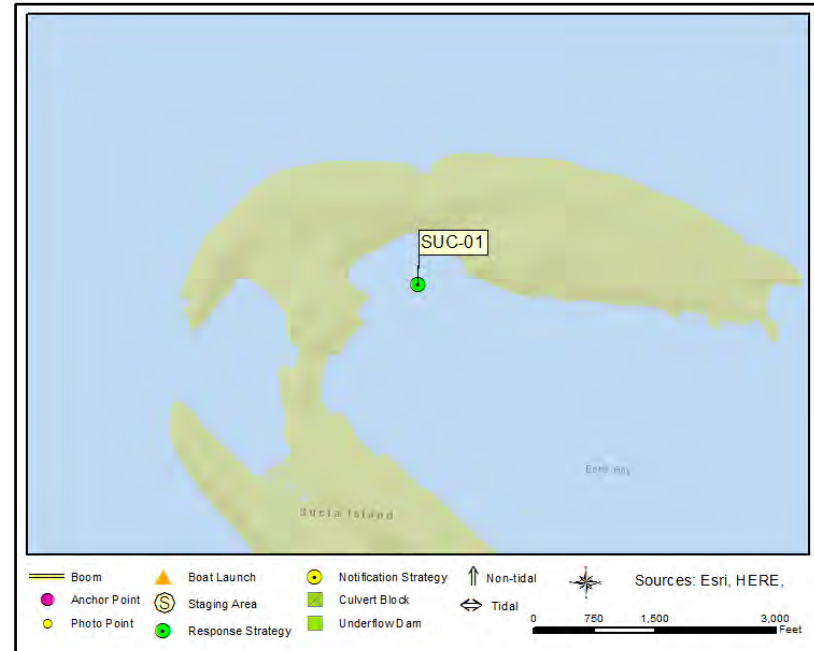 SUC-01
Sucia Island
Boom
Anchor Point
Photo Point
Boat Launch
S Staging Area
Response Strategy
Notification Strategy
Culvert Block
Underflow Dam
Non-tidal
Tidal
Sources: Esri, HERE,
0 750 1,500 3,000
Feet